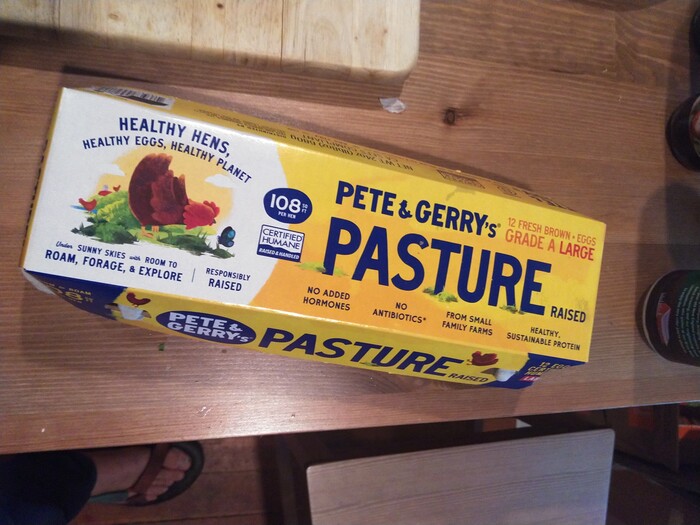 HEALTHY HENS,
HEALTHY EGGS, HEALTHY PLANET
Under SUNNY SKIES with ROOM TO
ROAM, FORAGE, & EXPLORE
RESPONSIBLY
RAISED
108 SQ FT
PER HEN
CERTIFIED
HUMANE
RAISED & HANDLED
PETE & GERRY'S®
PASTURE
RAISED
12 FRESH BROWN • EGGS
GRADE A LARGE
NO ADDED
HORMONES
NO
ANTIBIOTICS*
FROM SMALL
FAMILY FARMS
HEALTHY,
SUSTAINABLE PROTEIN
PETE &
GERRY'S
PASTURE
RAISED